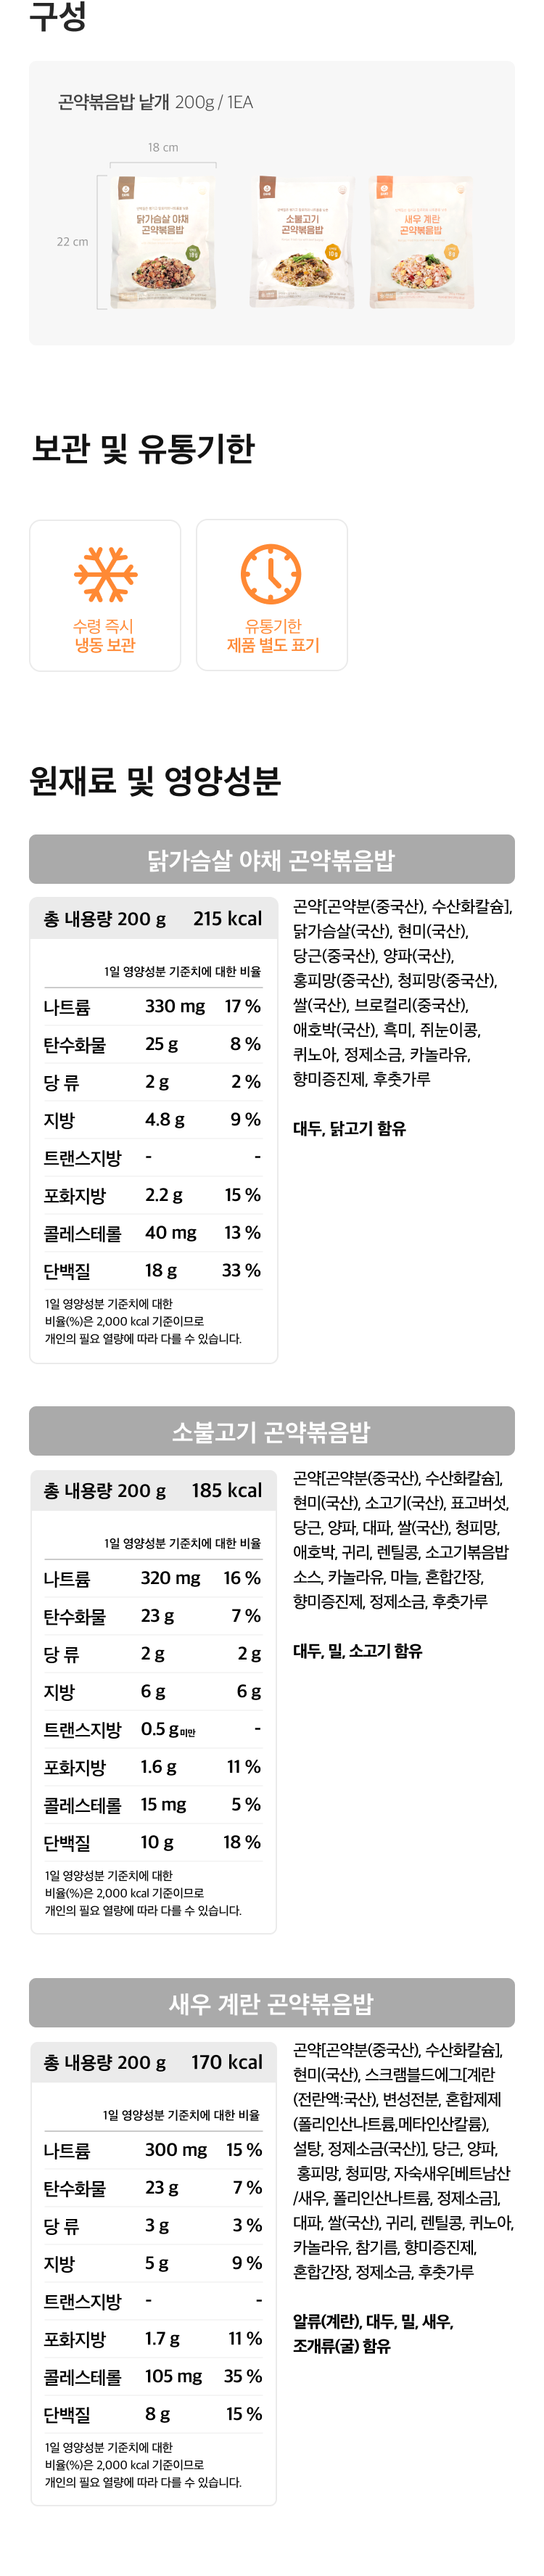 구성
곤약볶음밥 낱개 200g / 1EA
18 cm
22 cm
닭가슴살 야채
곤약볶음밥
소불고기
곤약볶음밥
새우 계란
곤약볶음밥
보관 및 유통기한
수령 즉시
냉동 보관
유통기한
제품 별도 표기
원재료 및 영양성분
닭가슴살 야채 곤약볶음밥
총 내용량 200 g 215 kcal
1일 영양성분 기준치에 대한 비율
나트륨 330 mg 17 %
탄수화물 25 g 8 %
당 류 2 g 2 %
지방 4.8 g 9 %
트랜스지방 - -
포화지방 2.2 g 15 %
콜레스테롤 40 mg 13 %
단백질 18 g 33 %
1일 영양성분 기준치에 대한
비율(%)은 2,000 kcal 기준이므로
개인의 필요 열량에 따라 다를 수 있습니다.
곤약[곤약분(중국산), 수산화칼슘],
닭가슴살(국산), 현미(국산),
당근(중국산), 양파(국산),
홍피망(중국산), 청피망(중국산),
쌀(국산), 브로컬리(중국산),
애호박(국산), 흑미, 쥐눈이콩,
퀴노아, 정제소금, 카놀라유,
향미증진제, 후춧가루
대두, 닭고기 함유
소불고기 곤약볶음밥
총 내용량 200 g 185 kcal
1일 영양성분 기준치에 대한 비율
나트륨 320 mg 16 %
탄수화물 23 g 7 %
당 류 2 g 2 g
지방 6 g 6 g
트랜스지방 0.5 g미만 -
포화지방 1.6 g 11 %
콜레스테롤 15 mg 5 %
단백질 10 g 18 %
1일 영양성분 기준치에 대한
비율(%)은 2,000 kcal 기준이므로
개인의 필요 열량에 따라 다를 수 있습니다.
곤약[곤약분(중국산), 수산화칼슘],
현미(국산), 소고기(국산), 표고버섯,
당근, 양파, 대파, 쌀(국산), 청피망,
애호박, 귀리, 렌틸콩, 소고기볶음밥
소스, 카놀라유, 마늘, 혼합간장,
향미증진제, 정제소금, 후춧가루
대두, 밀, 소고기 함유
새우 계란 곤약볶음밥
총 내용량 200 g 170 kcal
1일 영양성분 기준치에 대한 비율
나트륨 300 mg 15 %
탄수화물 23 g 7 %
당 류 3 g 3 %
지방 5 g 9 %
트랜스지방 - -
포화지방 1.7 g 11 %
콜레스테롤 105 mg 35 %
단백질 8 g 15 %
1일 영양성분 기준치에 대한
비율(%)은 2,000 kcal 기준이므로
개인의 필요 열량에 따라 다를 수 있습니다.
곤약[곤약분(중국산), 수산화칼슘],
현미(국산), 스크램블드에그[계란
(전란액:국산), 변성전분, 혼합제제
(폴리인산나트륨,메타인산칼륨),
설탕, 정제소금(국산)], 당근, 양파,
홍피망, 청피망, 자숙새우[베트남산
/새우, 폴리인산나트륨, 정제소금],
대파, 쌀(국산), 귀리, 렌틸콩, 퀴노아,
카놀라유, 참기름, 향미증진제,
혼합간장, 정제소금, 후춧가루
알류(계란), 대두, 밀, 새우,
조개류(굴) 함유